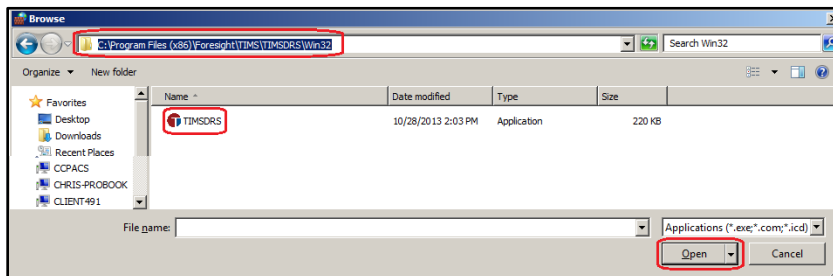 Browse
C:\Program Files (x86)\Foresight\TIMS\TIMSDRS\Win32
Search Win32
Organize
New folder
Favorites
Desktop
Downloads
Recent Places
CCPACS
CHRIS-PROBOOK
CLIENT491
Name
Date modified
Type
Size
TIMSDRS
10/28/2013 2:03 PM
Application
220 KB
File name:
Applications (*.exe;*.com;*.icd)
Open
Cancel